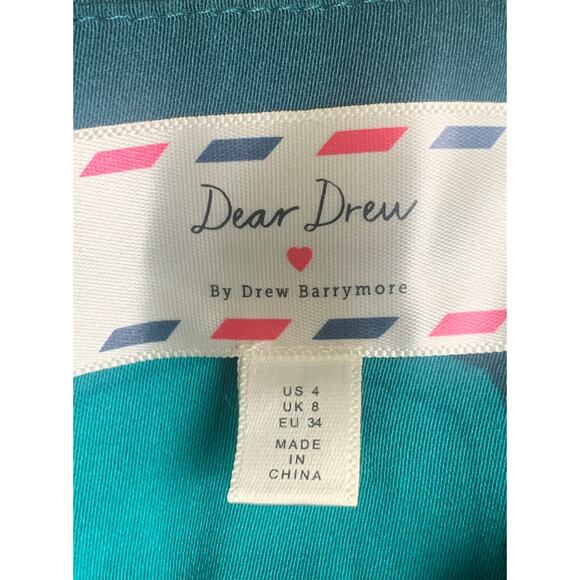 Dear Drew
By Drew Barrymore
US 4
UK 8
EU 34
MADE
IN
CHINA